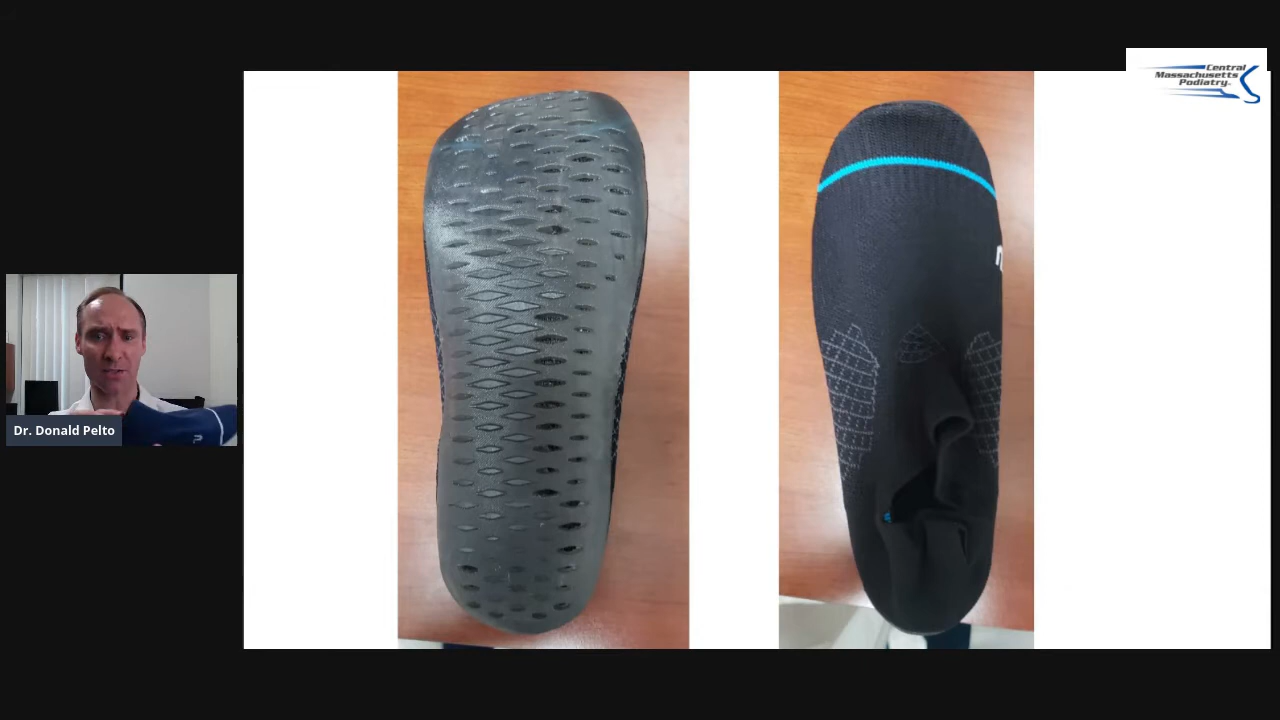 Central
Massachusetts
Podiatry
Dr. Donald Pelto